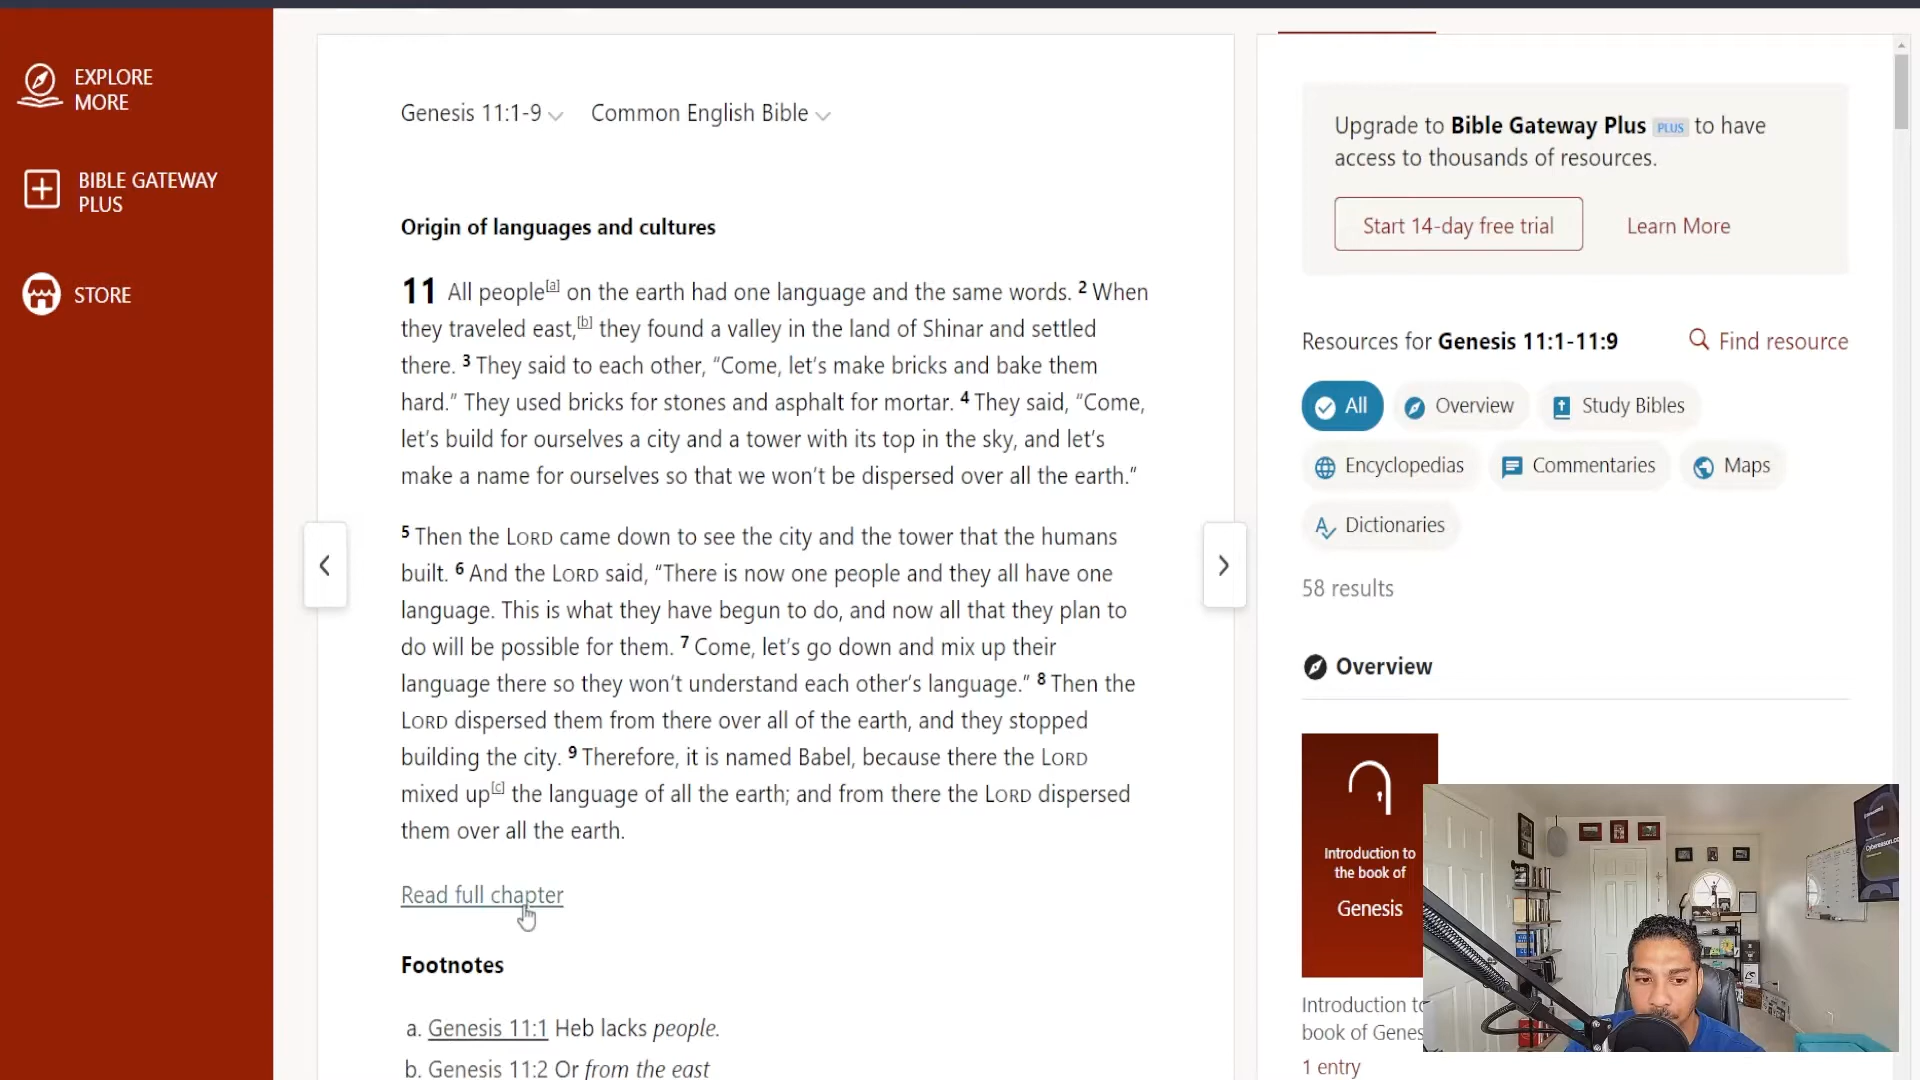 EXPLORE
MORE
BIBLE GATEWAY
PLUS
STORE
Genesis 11:1-9 Common English Bible
Origin of languages and cultures
11 All people[a] on the earth had one language and the same words. 2 When
they traveled east,[b] they found a valley in the land of Shinar and settled
there. 3 They said to each other, “Come, let’s make bricks and bake them
hard.” They used bricks for stones and asphalt for mortar. 4 They said, “Come,
let’s build for ourselves a city and a tower with its top in the sky, and let’s
make a name for ourselves so that we won’t be dispersed over all the earth.”
5 Then the LORD came down to see the city and the tower that the humans
built. 6 And the LORD said, “There is now one people and they all have one
language. This is what they have begun to do, and now all that they plan to
do will be possible for them. 7 Come, let’s go down and mix up their
language there so they won’t understand each other’s language.” 8 Then the
LORD dispersed them from there over all of the earth, and they stopped
building the city. 9 Therefore, it is named Babel, because there the LORD
mixed up[c] the language of all the earth; and from there the LORD dispersed
them over all the earth.
Read full chapter
Footnotes
a. Genesis 11:1 Heb lacks people.
b. Genesis 11:2 Or from the east
Upgrade to Bible Gateway Plus PLUS to have
access to thousands of resources.
Start 14-day free trial Learn More
Resources for Genesis 11:1-11:9 Find resource
All Overview Study Bibles
Encyclopedias Commentaries Maps
Dictionaries
58 results
Overview
Introduction to
the book of
Genesis
Introduction to
book of Genes
1 entry